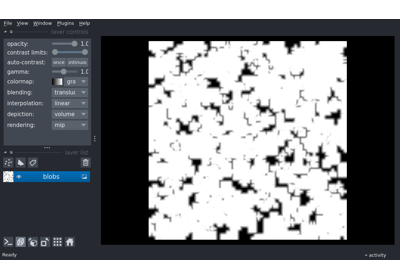 File View Window Plugins Help
layer controls
opacity: 1.0
contrast limits:
auto-contrast: once
gamma: 1.0
colormap: gra
blending: translu
interpolation: linear
depiction: volume
rendering: mip
layer list
blobs
Ready
activity